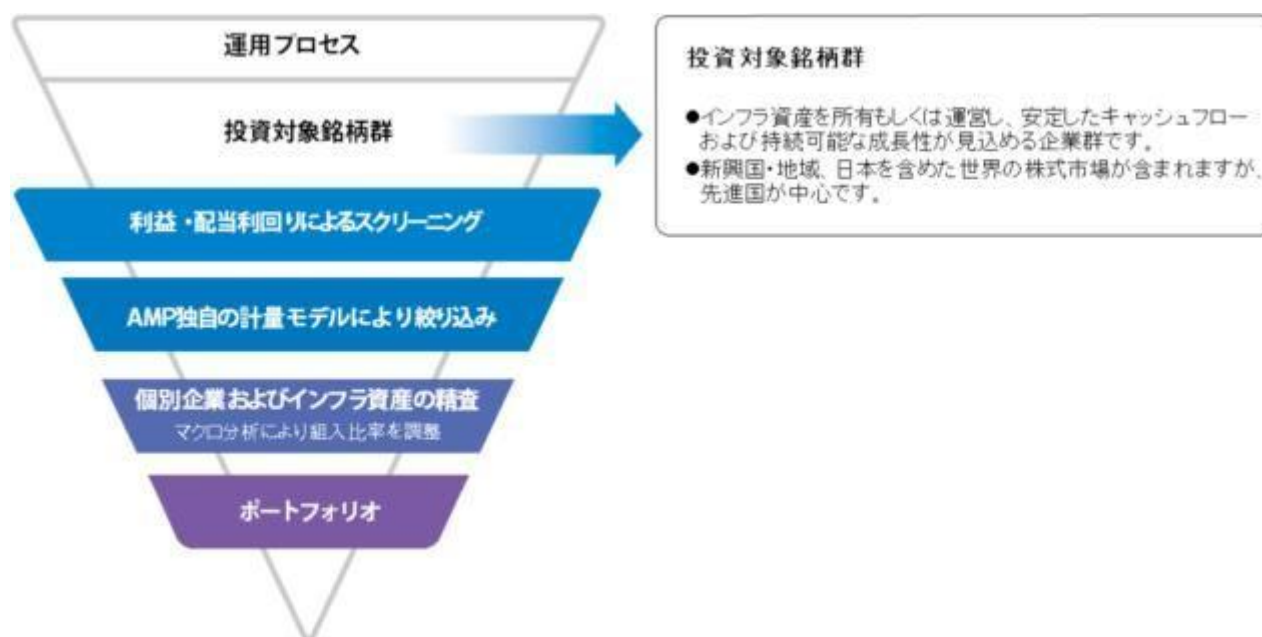 運用プロセス
投資対象銘柄群
利益・配当利回りによるスクリーニング
AMP独自の計量モデルにより絞り込み
個別企業およびインフラ資産の精査
マクロ分析により組入比率を調整
ポートフォリオ
投資対象銘柄群
●インフラ資産を所有もしくは運営し、安定したキャッシュフロー
および持続可能な成長性が見込める企業群です。
●新興国・地域、日本を含めた世界の株式市場が含まれますが、
先進国が中心です。